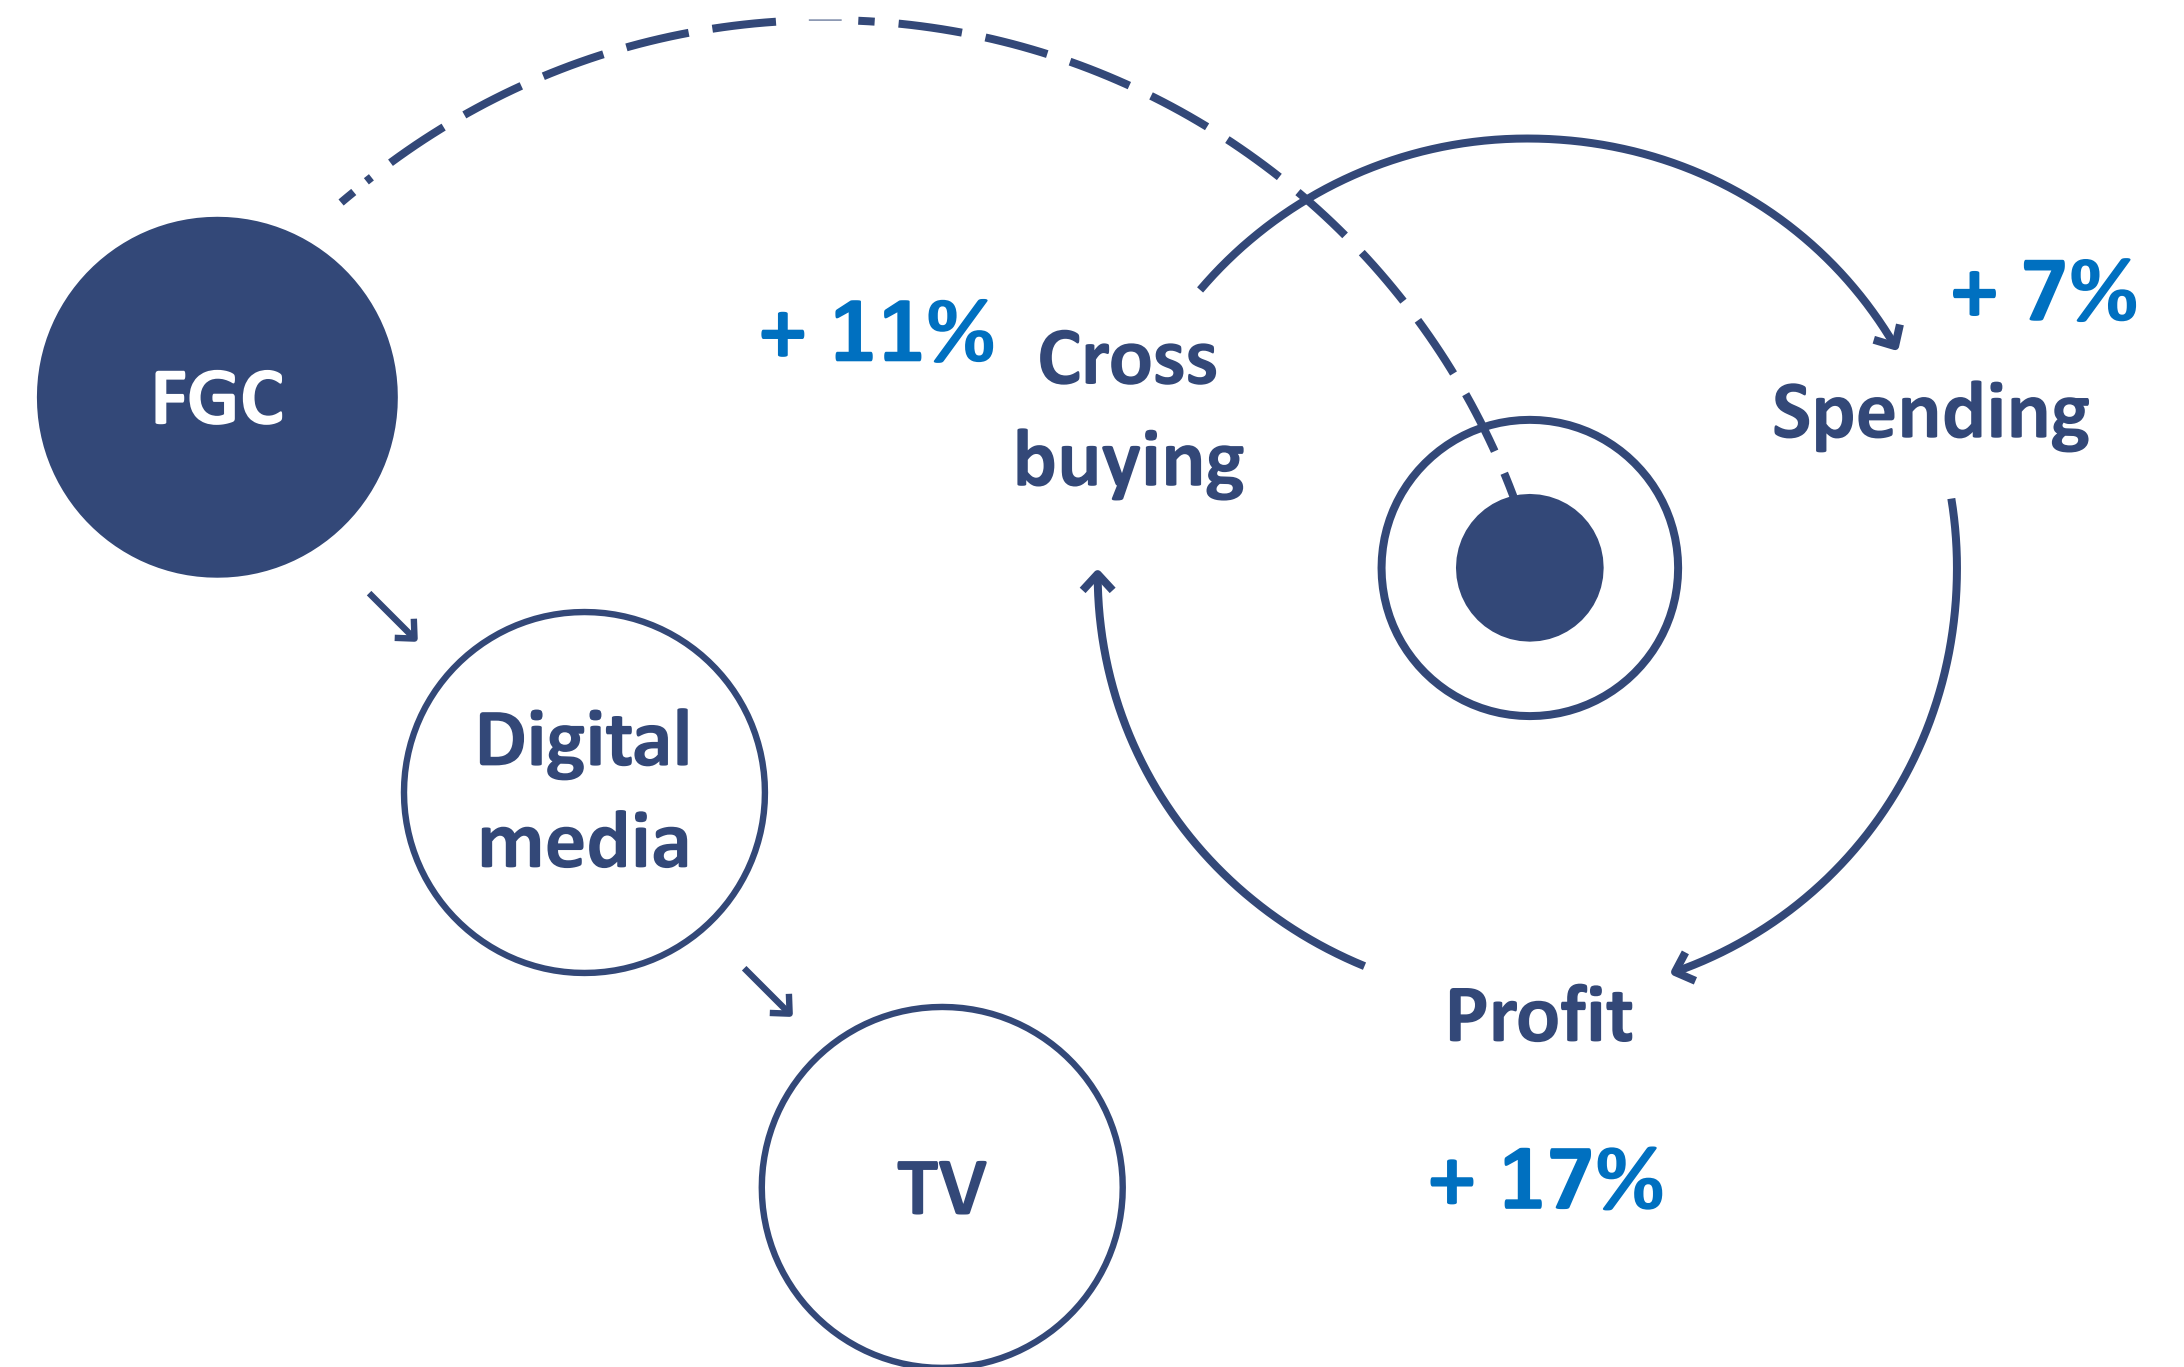 FGC
+ 11%
Cross
buying
+ 7%
Spending
Digital
media
Profit
+ 17%
TV